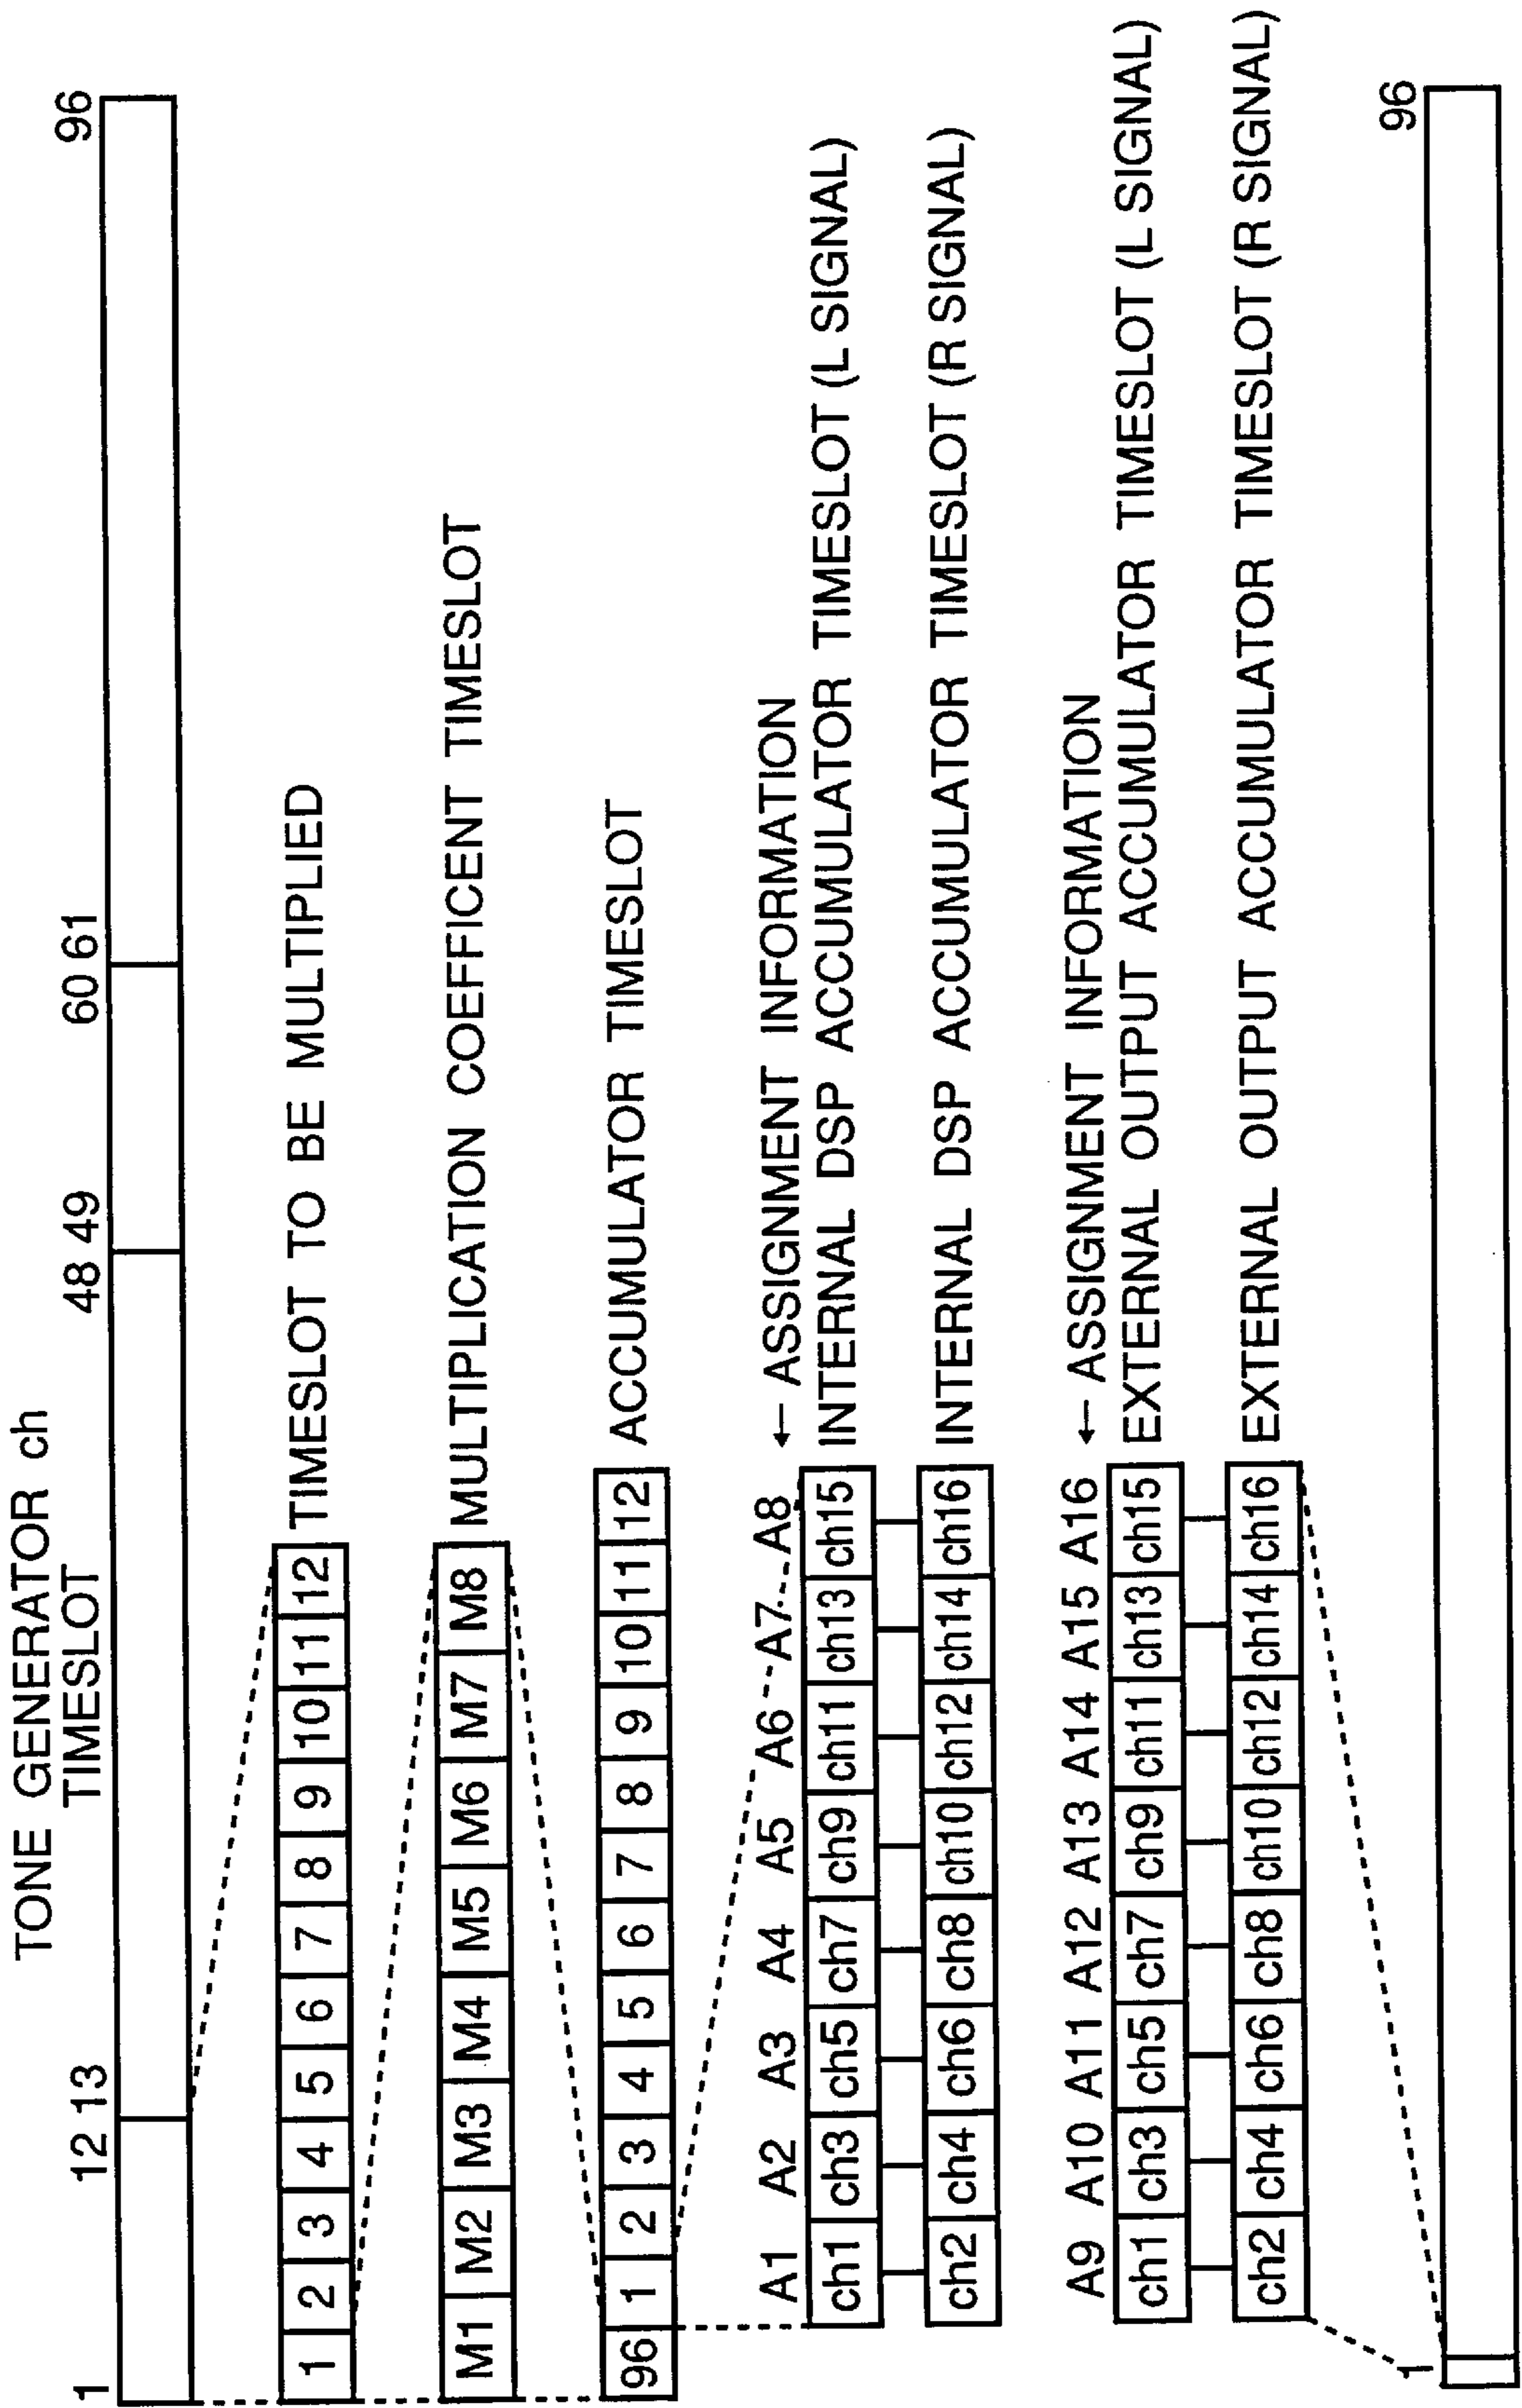 TONE GENERATOR ch
TIMESLOT
1 12 13 48 49 60 61 96
1 2 3 4 5 6 7 8 9 10 11 12 TIMESLOT TO BE MULTIPLIED
M1 M2 M3 M4 M5 M6 M7 M8 MULTIPLICATION COEFFICENT TIMESLOT
96 1 2 3 4 5 6 7 8 9 10 11 12 ACCUMULATOR TIMESLOT
A1 A2 A3 A4 A5 A6 A7 A8 ← ASSIGNMENT INFORMATION
ch1 ch3 ch5 ch7 ch9 ch11 ch13 ch15 INTERNAL DSP ACCUMULATOR TIMESLOT (L SIGNAL)
ch2 ch4 ch6 ch8 ch10 ch12 ch14 ch16 INTERNAL DSP ACCUMULATOR TIMESLOT (R SIGNAL)
A9 A10 A11 A12 A13 A14 A15 A16 ← ASSIGNMENT INFORMATION
ch1 ch3 ch5 ch7 ch9 ch11 ch13 ch15 EXTERNAL OUTPUT ACCUMULATOR TIMESLOT (L SIGNAL)
ch2 ch4 ch6 ch8 ch10 ch12 ch14 ch16 EXTERNAL OUTPUT ACCUMULATOR TIMESLOT (R SIGNAL)
1 96